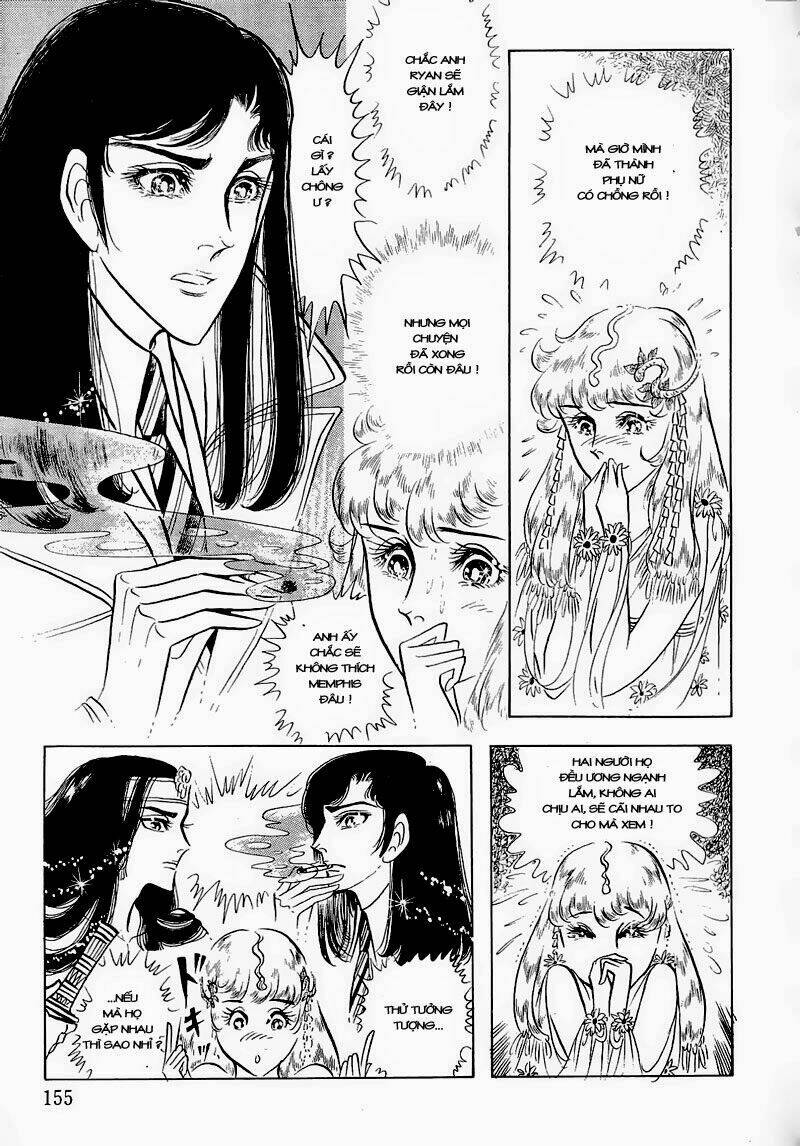 MÀ GIỜ MÌNH
ĐÃ THÀNH
PHỤ NỮ
CÓ CHỒNG RỒI !
CHẮC ANH
RYAN SẼ
GIẬN LẮM
ĐÂY !
CÁI
GÌ ?
LẤY
CHỒNG
Ư ?
NHƯNG MỌI
CHUYỆN
ĐÃ XONG
RỒI CÒN ĐÂU !
ANH ẤY
CHẮC SẼ
KHÔNG THÍCH
MEMPHIS
ĐÂU !
HAI NGƯỜI HỌ
ĐỀU ƯƠNG NGẠNH
LẮM, KHÔNG AI
CHỊU AI, SẼ CÃI NHAU TO
CHO MÀ XEM !
THỬ TƯỞNG
TƯỢNG...
ドキ
...NẾU
MÀ HỌ
GẶP NHAU
THÌ SAO NHỈ ?
155